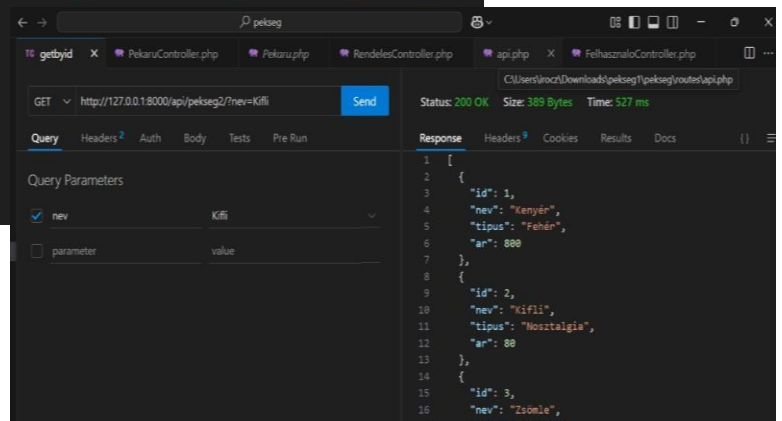 pekseg
TC getbyid X
PekaruController.php
Pekaru.php
RendelesController.php
api.php X
FelhasznaloController.php
C:\Users\irocz\Downloads\pekseg1\pekseg\routes\api.php
GET http://127.0.0.1:8000/api/pekseg2/?nev=Kifli Send
Status: 200 OK Size: 389 Bytes Time: 527 ms
Query Headers 2 Auth Body Tests Pre Run
Response Headers 9 Cookies Results Docs {}
Query Parameters
nev Kifli
parameter value
1 [
2 {
3 "id": 1,
4 "nev": "Kenyér",
5 "tipus": "Fehér",
6 "ar": 800
7 },
8 {
9 "id": 2,
10 "nev": "Kifli",
11 "tipus": "Nosztalgia",
12 "ar": 80
13 },
14 {
15 "id": 3,
16 "nev": "Zsömle",